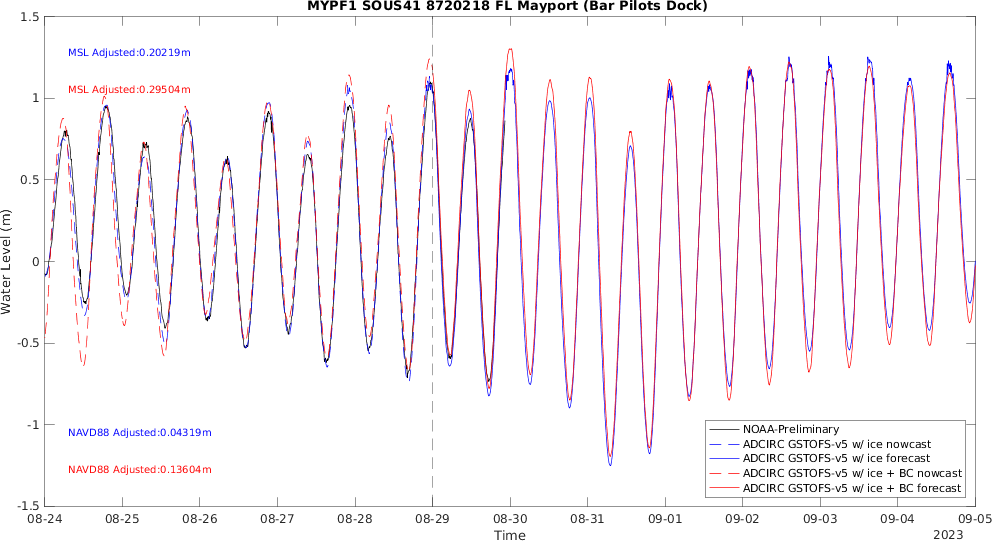 MYPF1 SOUS41 8720218 FL Mayport (Bar Pilots Dock)
1.5
1
0.5
0
-0.5
-1
-1.5
Water Level (m)
MSL Adjusted:0.20219m
MSL Adjusted:0.29504m
NAVD88 Adjusted:0.04319m
NAVD88 Adjusted:0.13604m
NOAA-Preliminary
ADCIRC GSTOFS-v5 w/ ice nowcast
ADCIRC GSTOFS-v5 w/ ice forecast
ADCIRC GSTOFS-v5 w/ ice + BC nowcast
ADCIRC GSTOFS-v5 w/ ice + BC forecast
08-24 08-25 08-26 08-27 08-28 08-29 08-30 08-31 09-01 09-02 09-03 09-04 09-05
Time
2023